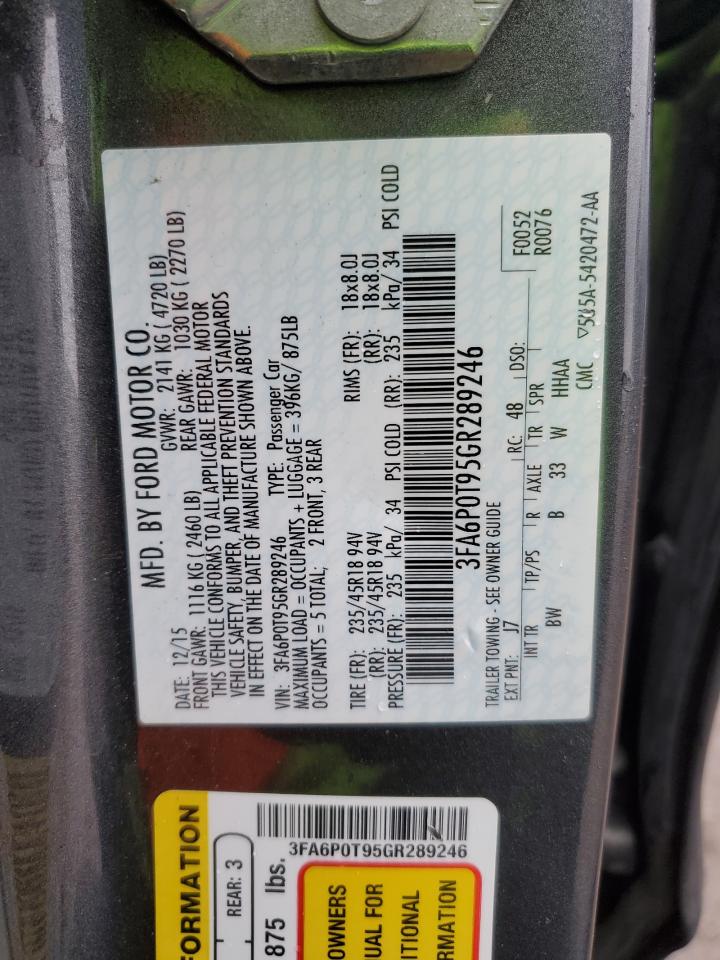 MFD. BY FORD MOTOR CO.
DATE: 12/15 GVWR: 2141 KG ( 4720 LB)
FRONT GAWR: 1116 KG ( 2460 LB) REAR GAWR: 1030 KG ( 2270 LB)
THIS VEHICLE CONFORMS TO ALL APPLICABLE FEDERAL MOTOR
VEHICLE SAFETY, BUMPER, AND THEFT PREVENTION STANDARDS
IN EFFECT ON THE DATE OF MANUFACTURE SHOWN ABOVE.
VIN: 3FA6P0T95GR289246 TYPE: Passenger Car
MAXIMUM LOAD = OCCUPANTS + LUGGAGE = 396KG/ 875LB
OCCUPANTS = 5 TOTAL; 2 FRONT, 3 REAR
TIRE (FR): 235/45R18 94V RIMS (FR): 18x8.0J
(RR): 235/45R18 94V (RR): 18x8.0J
PRESSURE (FR): 235 kPa/ 34 PSI COLD (RR): 235 kPa/ 34 PSI COLD
3FA6P0T95GR289246
TRAILER TOWING - SEE OWNER GUIDE F0052
EXT PNT: J7 RC: 48 DSO: R0076
INT TR TP/PS R AXLE TR SPR
BW B 33 W HHAA
CMC 5U5A-5420472-AA
FORMATION
REAR: 3
875 lbs.
3FA6P0T95GR289246
OWNERS
UAL FOR
ITIONAL
RMATION